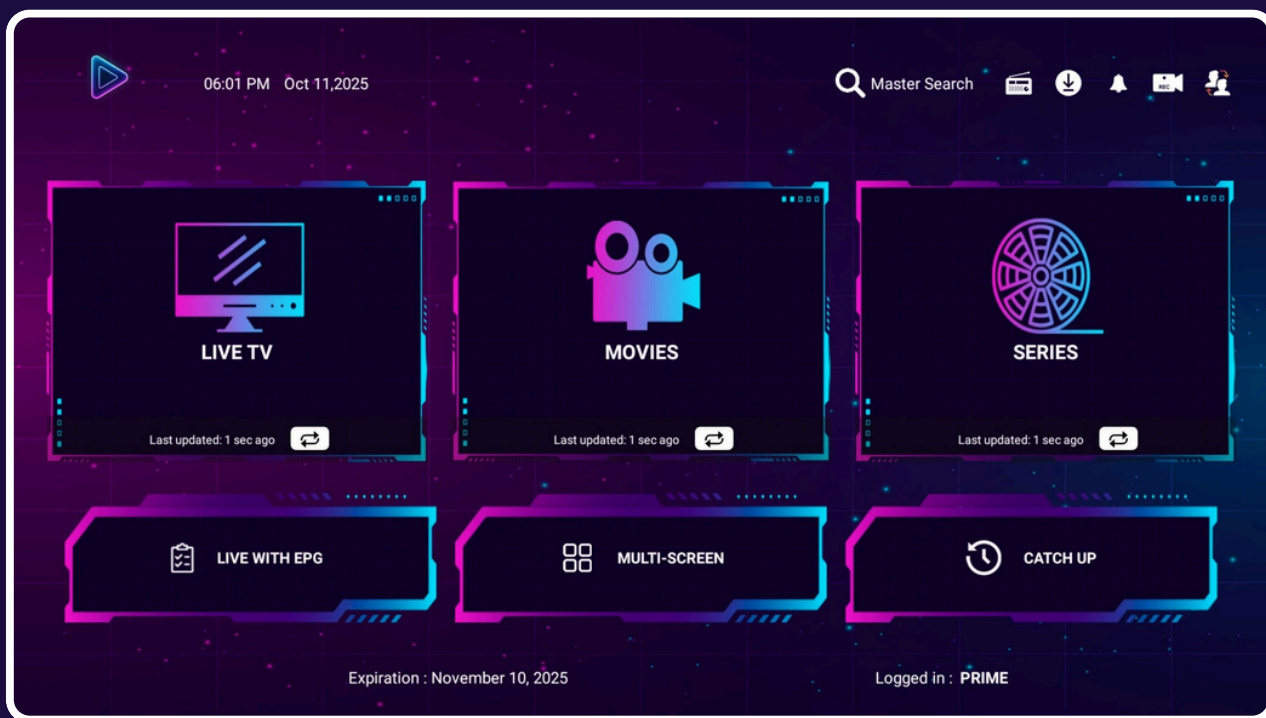 06:01 PM Oct 11,2025
Master Search
REC
LIVE TV
MOVIES
SERIES
Last updated: 1 sec ago
Last updated: 1 sec ago
Last updated: 1 sec ago
LIVE WITH EPG
MULTI-SCREEN
CATCH UP
Expiration : November 10, 2025
Logged in : PRIME